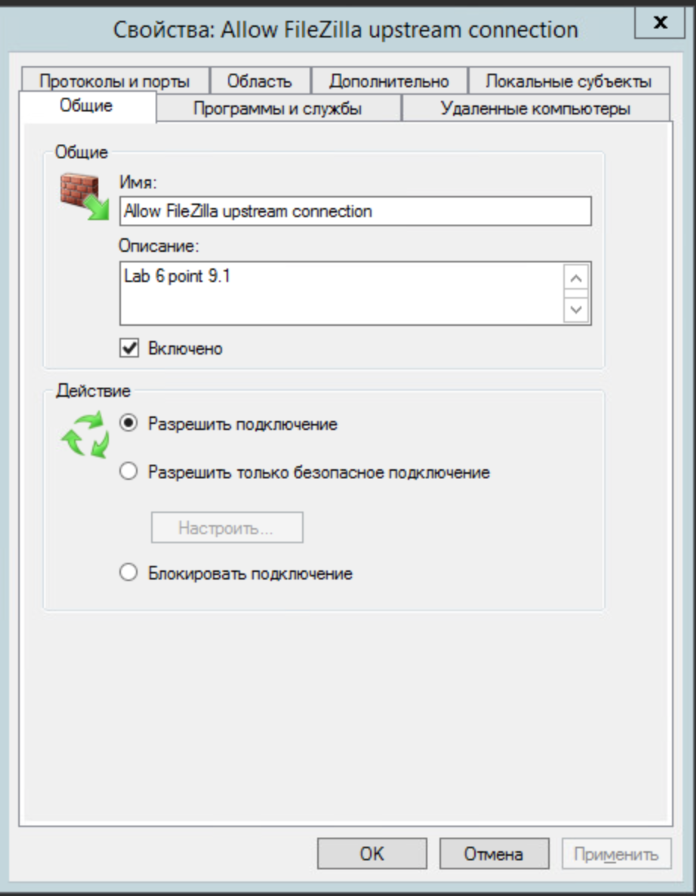 Свойства: Allow FileZilla upstream connection
x
Протоколы и порты
Область
Дополнительно
Локальные субъекты
Общие
Программы и службы
Удаленные компьютеры
Общие
Имя:
Allow FileZilla upstream connection
Описание:
Lab 6 point 9.1
Включено
Действие
Разрешить подключение
Разрешить только безопасное подключение
Настроить...
Блокировать подключение
OK
Отмена
Применить